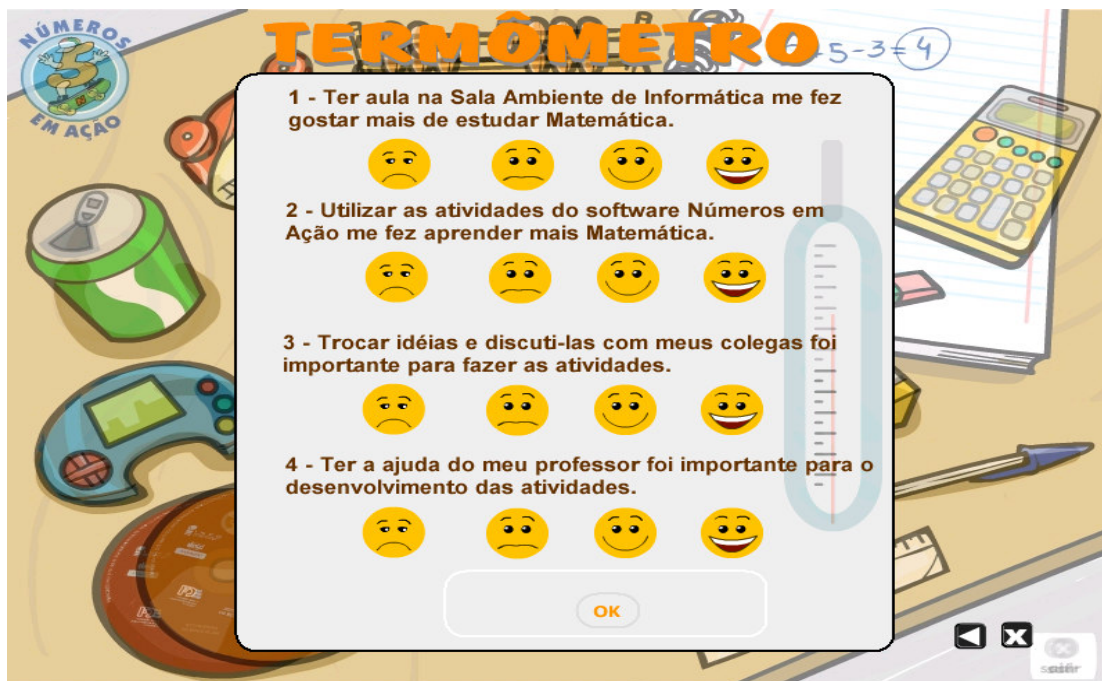 NÚMEROS
EM AÇÃO
TERMÔMETRO
5-3=4
1 - Ter aula na Sala Ambiente de Informática me fez
gostar mais de estudar Matemática.
2 - Utilizar as atividades do software Números em
Ação me fez aprender mais Matemática.
3 - Trocar idéias e discuti-las com meus colegas foi
importante para fazer as atividades.
4 - Ter a ajuda do meu professor foi importante para o
desenvolvimento das atividades.
OK